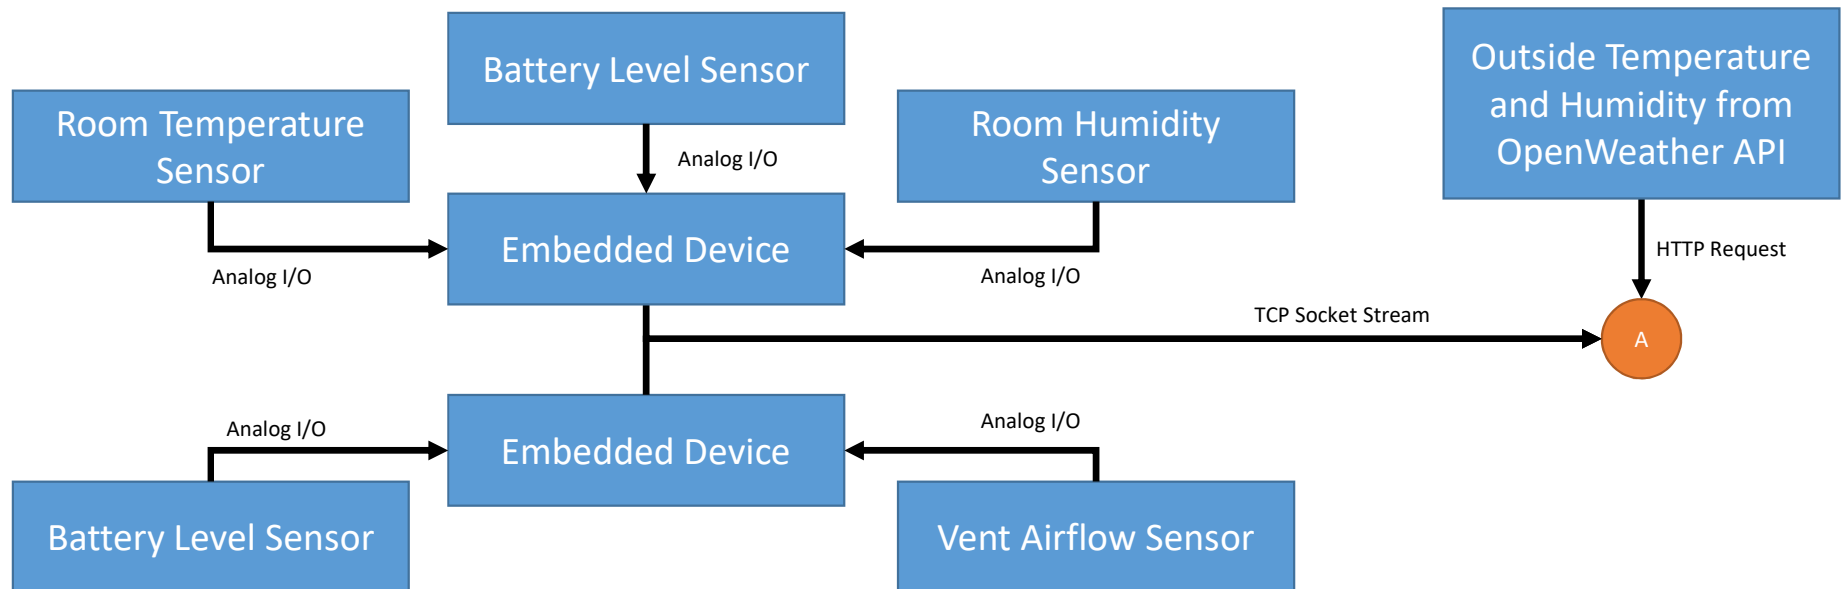 Battery Level Sensor
Outside Temperature
and Humidity from
OpenWeather API
Room Temperature
Sensor
Room Humidity
Sensor
Analog I/O
Embedded Device
Analog I/O
Analog I/O
HTTP Request
TCP Socket Stream
A
Analog I/O
Analog I/O
Embedded Device
Battery Level Sensor
Vent Airflow Sensor